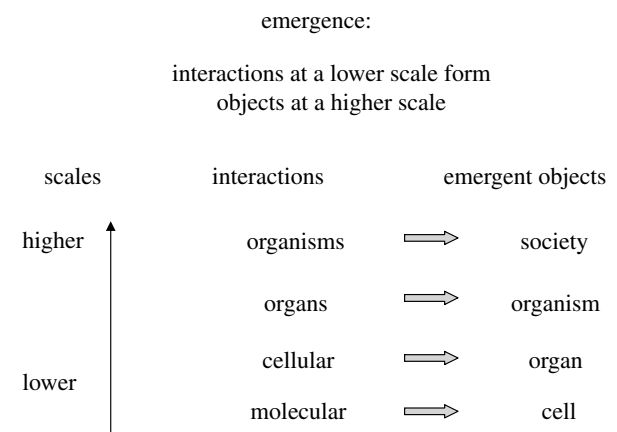 emergence:
interactions at a lower scale form
objects at a higher scale
scales interactions emergent objects
higher organisms society
organs organism
cellular organ
lower
molecular cell